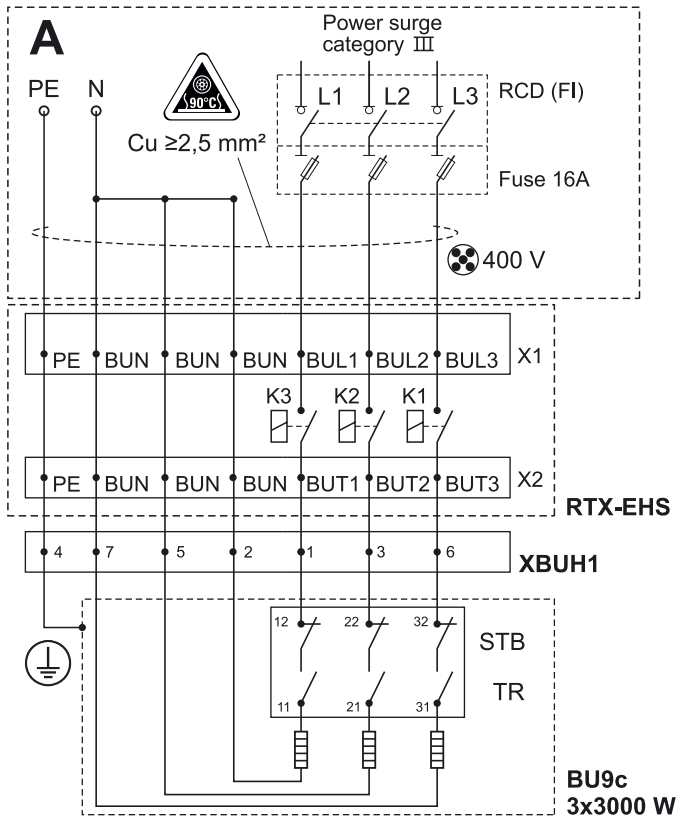 A
Power surge
category III
PE N
90°C
L1 L2 L3
RCD (FI)
Cu ≥2,5 mm²
Fuse 16A
400 V
PE BUN BUN BUN BUL1 BUL2 BUL3 X1
K3 K2 K1
PE BUN BUN BUN BUT1 BUT2 BUT3 X2
RTX-EHS
4 7 5 2 1 3 6
XBUH1
12 22 32
STB
TR
11 21 31
BU9c
3x3000 W